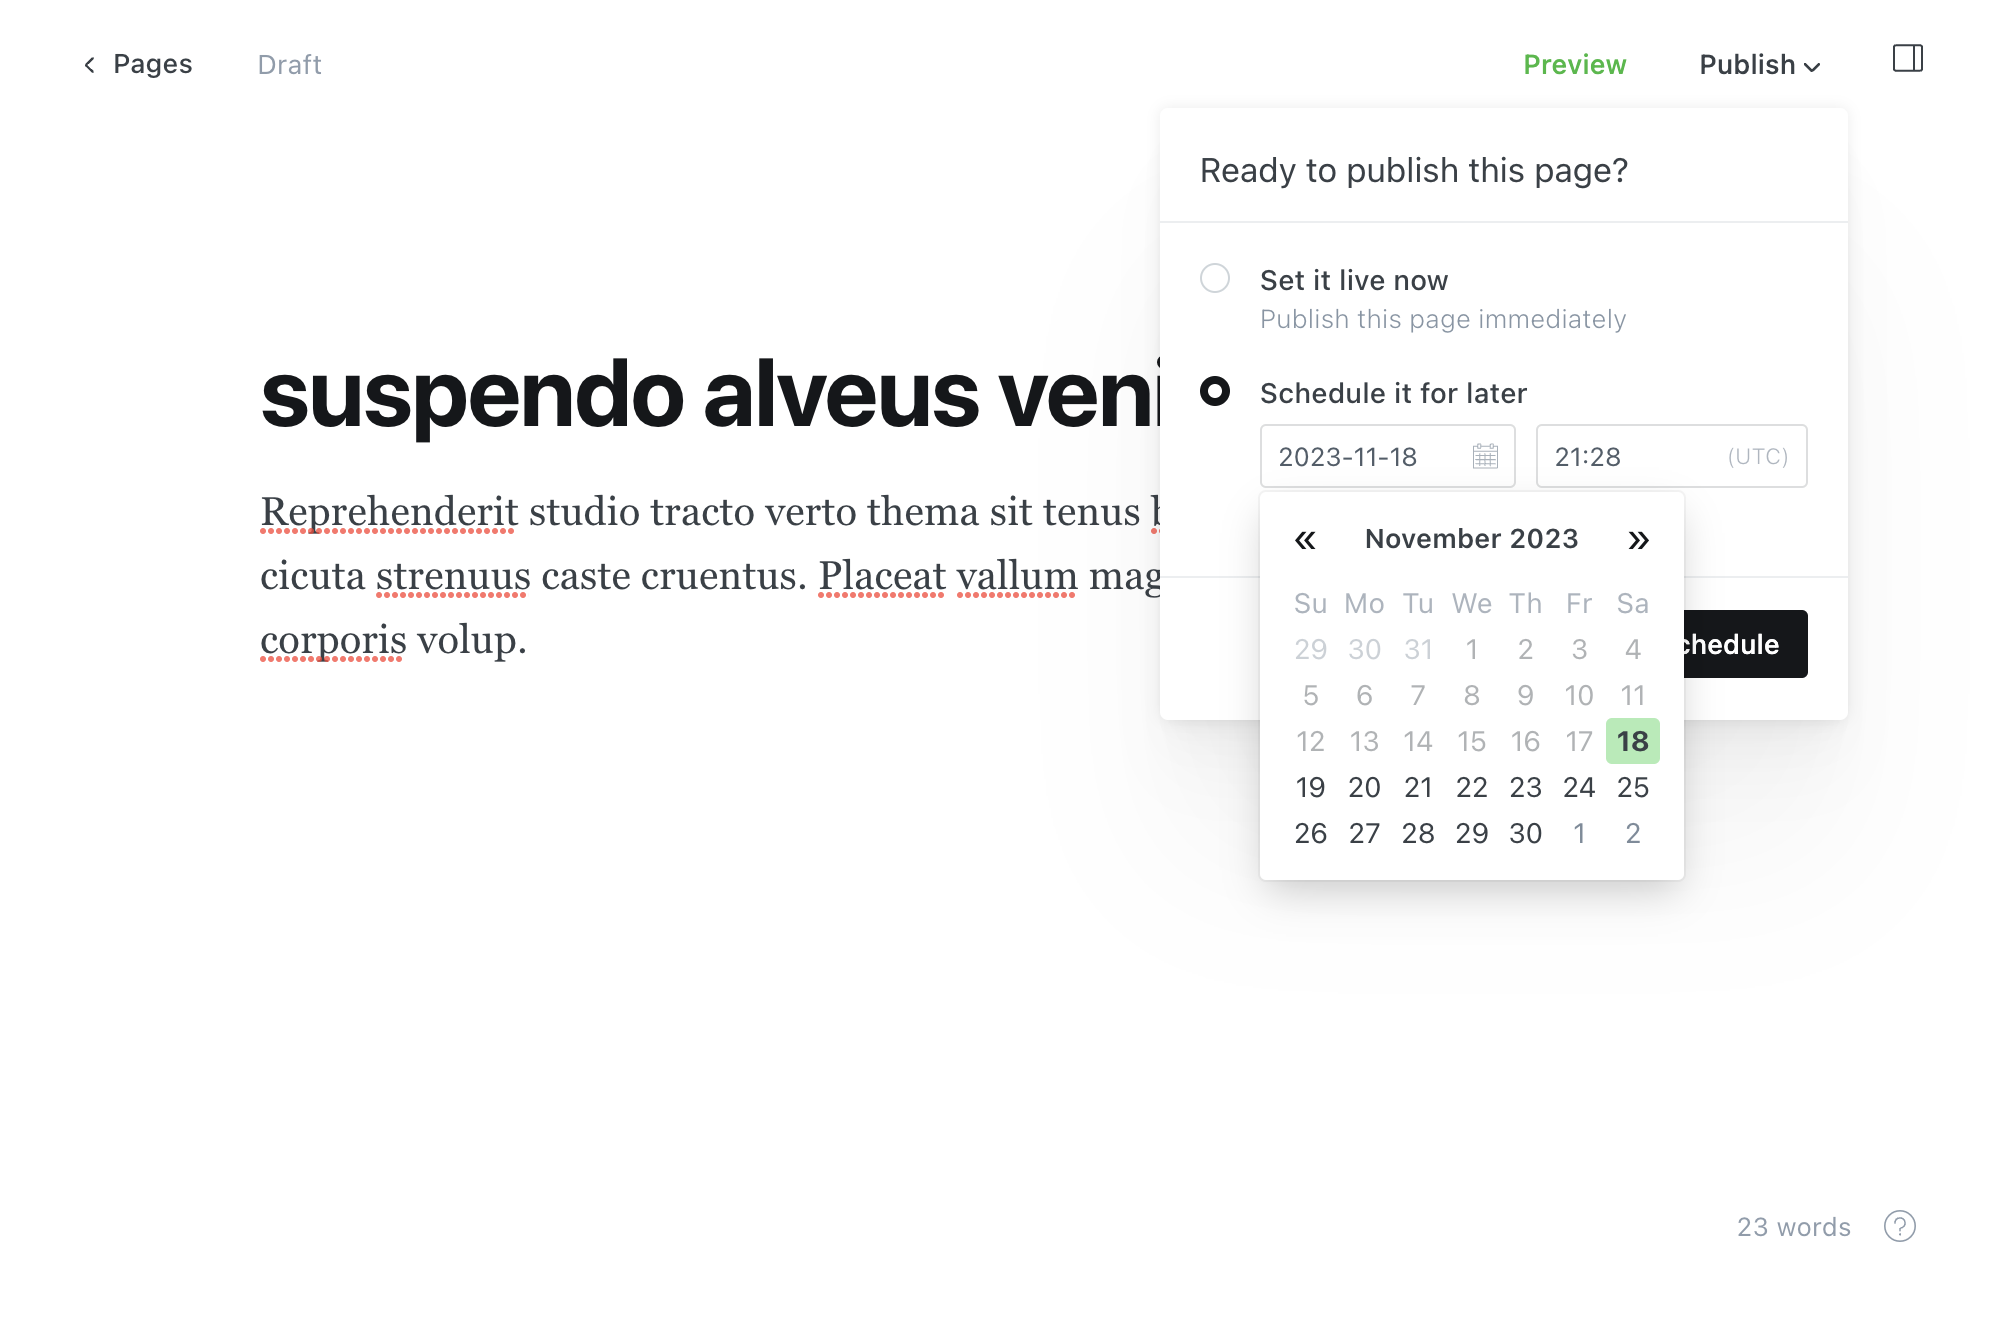 Pages
Draft
Preview
Publish
Ready to publish this page?
Set it live now
Publish this page immediately
Schedule it for later
2023-11-18
21:28 (UTC)
« November 2023 »
Su Mo Tu We Th Fr Sa
29 30 31 1 2 3 4
5 6 7 8 9 10 11
12 13 14 15 16 17 18
19 20 21 22 23 24 25
26 27 28 29 30 1 2
chedule
suspendo alveus veni
Reprehenderit studio tracto verto thema sit tenus
cicuta strenuus caste cruentus. Placeat vallum mag
corporis volup.
23 words
?